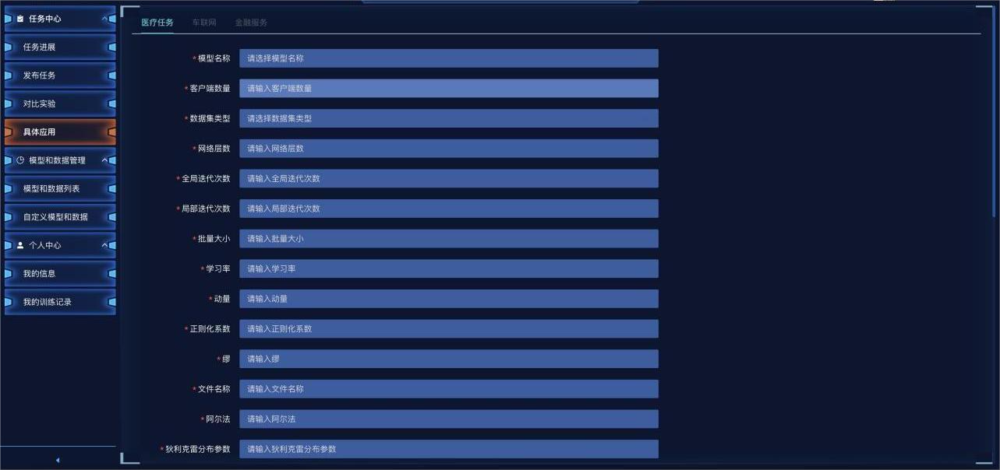 任务中心
任务进展
发布任务
对比实验
具体应用
模型和数据管理
模型和数据列表
自定义模型和数据
个人中心
我的信息
我的训练记录
医疗任务 车联网 金融服务
*模型名称 请选择模型名称
*客户端数量 请输入客户端数量
*数据集类型 请选择数据集类型
*网络层数 请输入网络层数
*全局迭代次数 请输入全局迭代次数
*局部迭代次数 请输入局部迭代次数
*批量大小 请输入批量大小
*学习率 请输入学习率
*动量 请输入动量
*正则化系数 请输入正则化系数
*缪 请输入缪
*文件名称 请输入文件名称
*阿尔法 请输入阿尔法
*狄利克雷分布参数 请输入狄利克雷分布参数